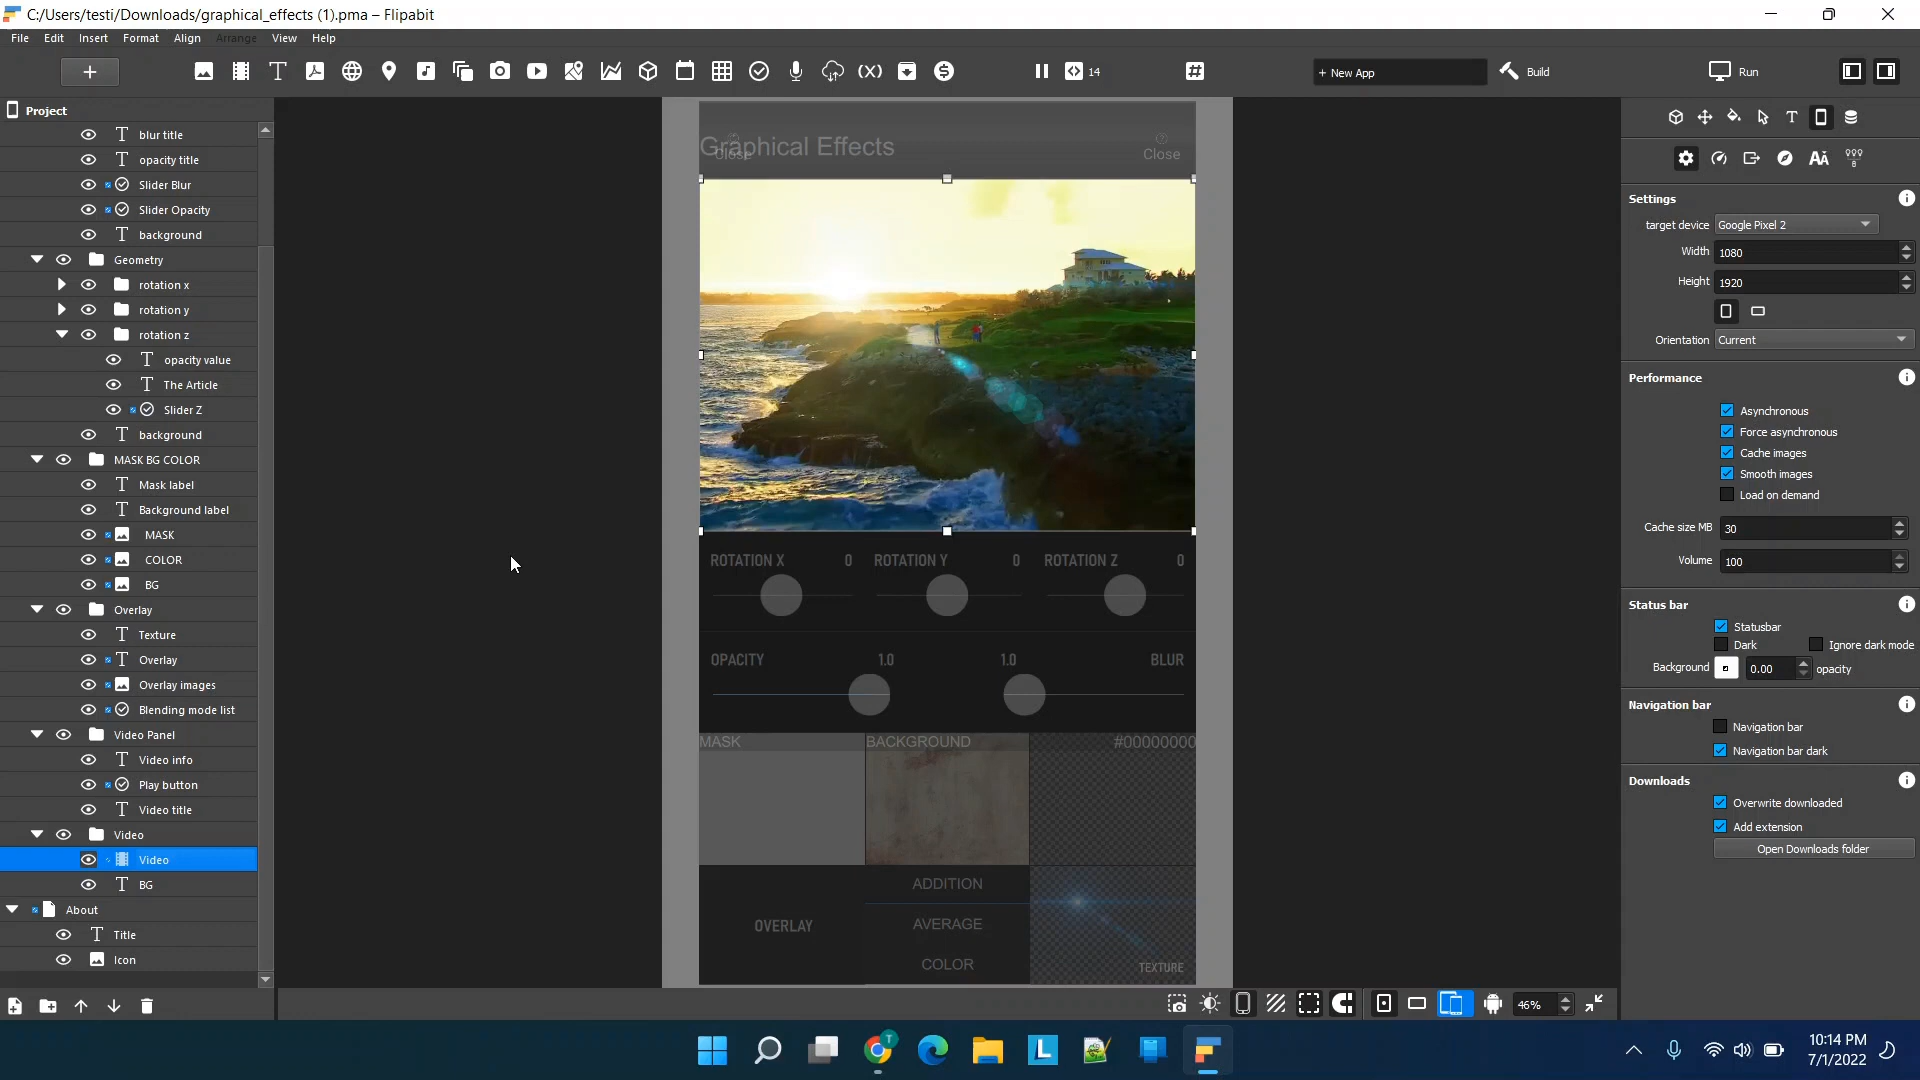 C:/Users/testi/Downloads/graphical_effects (1).pma – Flipabit
File Edit Insert Format Align Arrange View Help
14
+ New App
Build
Run
Project
blur title
opacity title
Slider Blur
Slider Opacity
background
Geometry
rotation x
rotation y
rotation z
opacity value
The Article
Slider Z
background
MASK BG COLOR
Mask label
Background label
MASK
COLOR
BG
Overlay
Texture
Overlay
Overlay images
Blending mode list
Video Panel
Video info
Play button
Video title
Video
Video
BG
About
Title
Icon
Graphical Effects
Close
Close
ROTATION X 0 ROTATION Y 0 ROTATION Z 0
OPACITY 1.0 1.0 BLUR
MASK BACKGROUND #00000000
OVERLAY
ADDITION
AVERAGE
COLOR
TEXTURE
Settings
target device Google Pixel 2
Width 1080
Height 1920
Orientation Current
Performance
Asynchronous
Force asynchronous
Cache images
Smooth images
Load on demand
Cache size MB 30
Volume 100
Status bar
Statusbar
Dark Ignore dark mode
Background 0.00 opacity
Navigation bar
Navigation bar
Navigation bar dark
Downloads
Overwrite downloaded
Add extension
Open Downloads folder
46%
T
L
10:14 PM
7/1/2022